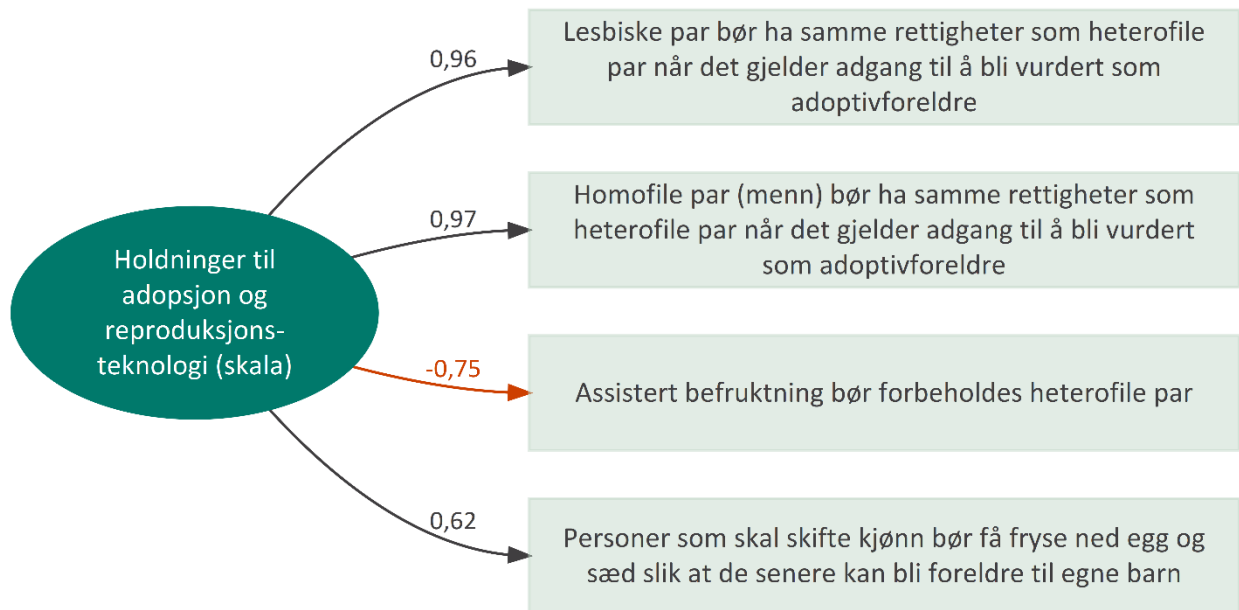 Holdninger til
adopsjon og
reproduksjons-
teknologi (skala)
0,96
Lesbiske par bør ha samme rettigheter som heterofile
par når det gjelder adgang til å bli vurdert som
adoptivforeldre
0,97
Homofile par (menn) bør ha samme rettigheter som
heterofile par når det gjelder adgang til å bli vurdert
som adoptivforeldre
-0,75
Assistert befruktning bør forbeholdes heterofile par
0,62
Personer som skal skifte kjønn bør få fryse ned egg og
sæd slik at de senere kan bli foreldre til egne barn